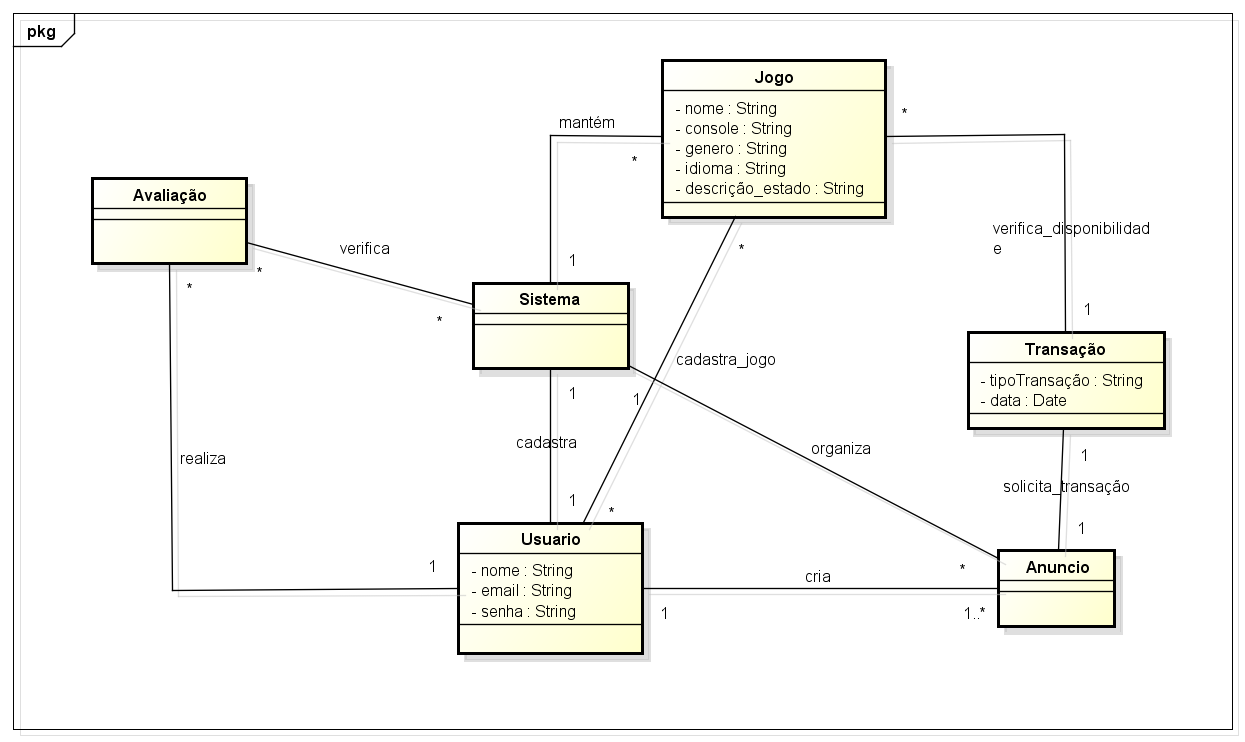 pkg
Jogo
- nome : String
- console : String
- genero : String
- idioma : String
- descrição_estado : String
mantém
*
*
1
*
Avaliação
*
*
verifica
*
Sistema
1
verifica_disponibilidad
e
1
Transação
- tipoTransação : String
- data : Date
cadastra_jogo
1
1
cadastra
1
*
realiza
organiza
1
solicita_transação
1
Usuario
- nome : String
- email : String
- senha : String
1
cria
1
1..*
*
Anuncio